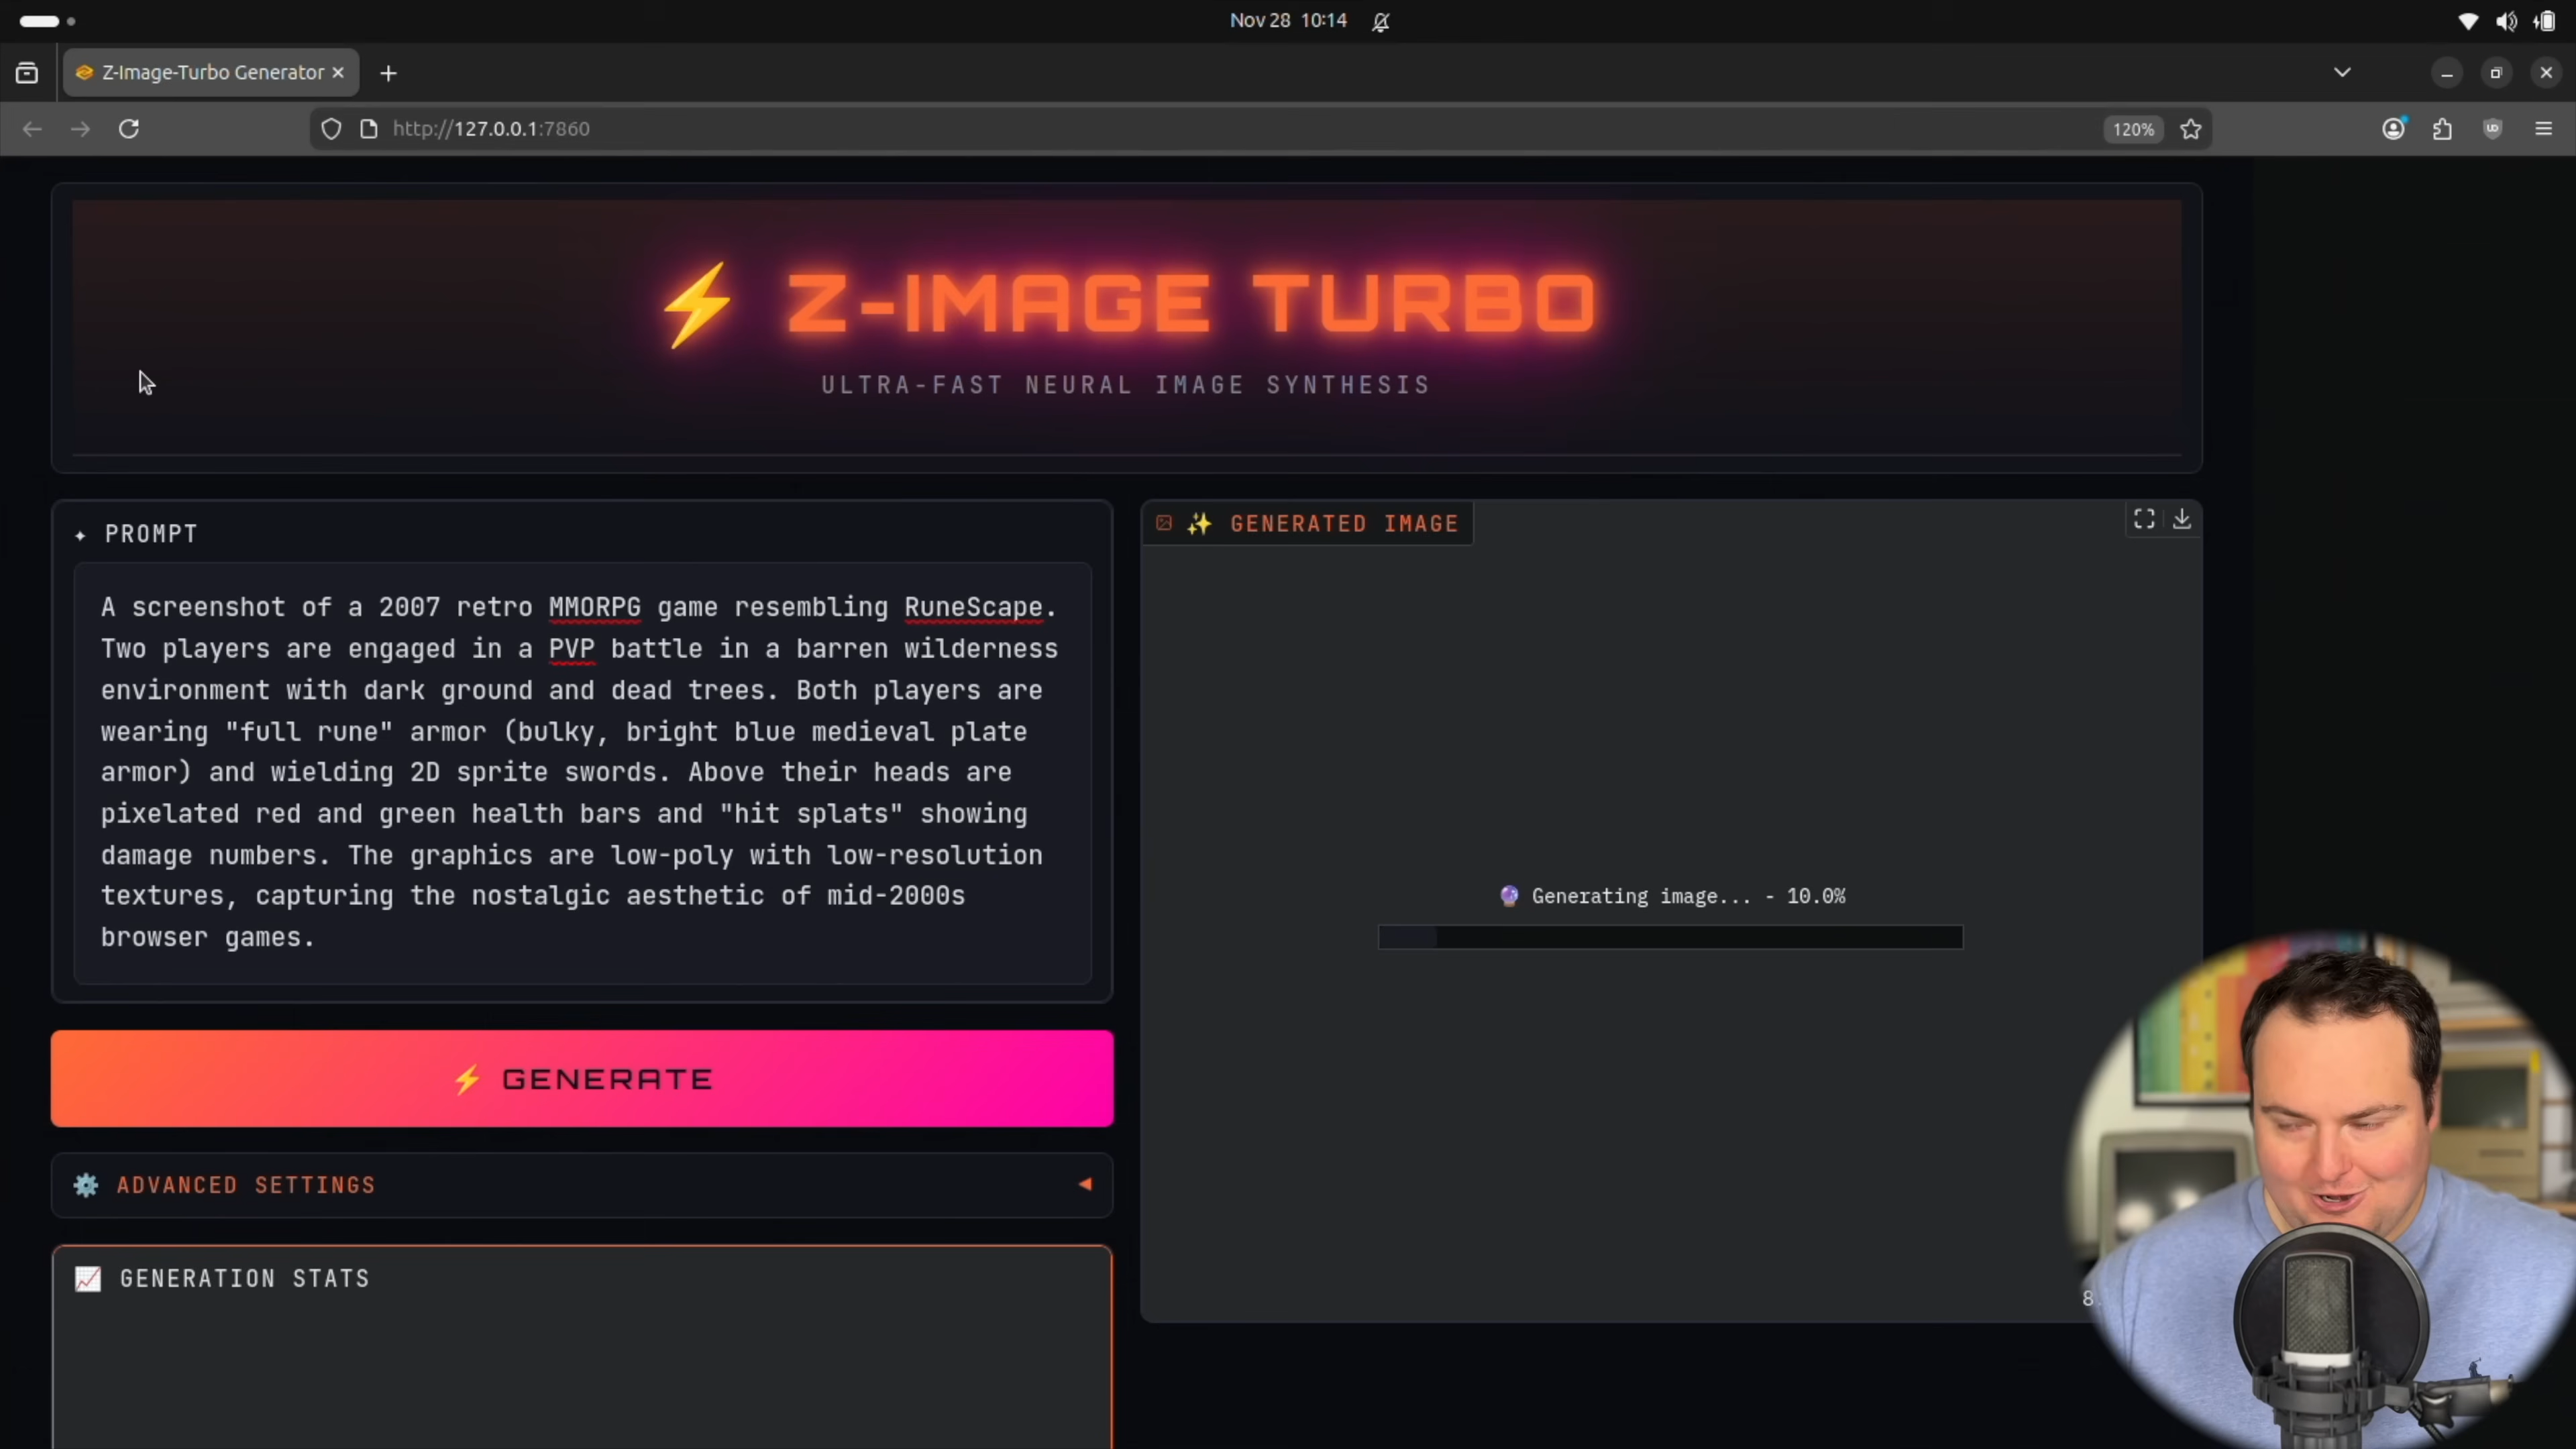 Nov 28 10:14
Z-Image-Turbo Generator
http://127.0.0.1:7860
120%
⚡ Z-IMAGE TURBO
ULTRA-FAST NEURAL IMAGE SYNTHESIS
✦ PROMPT
A screenshot of a 2007 retro MMORPG game resembling RuneScape.
Two players are engaged in a PVP battle in a barren wilderness
environment with dark ground and dead trees. Both players are
wearing "full rune" armor (bulky, bright blue medieval plate
armor) and wielding 2D sprite swords. Above their heads are
pixelated red and green health bars and "hit splats" showing
damage numbers. The graphics are low-poly with low-resolution
textures, capturing the nostalgic aesthetic of mid-2000s
browser games.
⚡ GENERATE
⚙️ ADVANCED SETTINGS
📈 GENERATION STATS
✨ GENERATED IMAGE
🔮 Generating image... - 10.0%